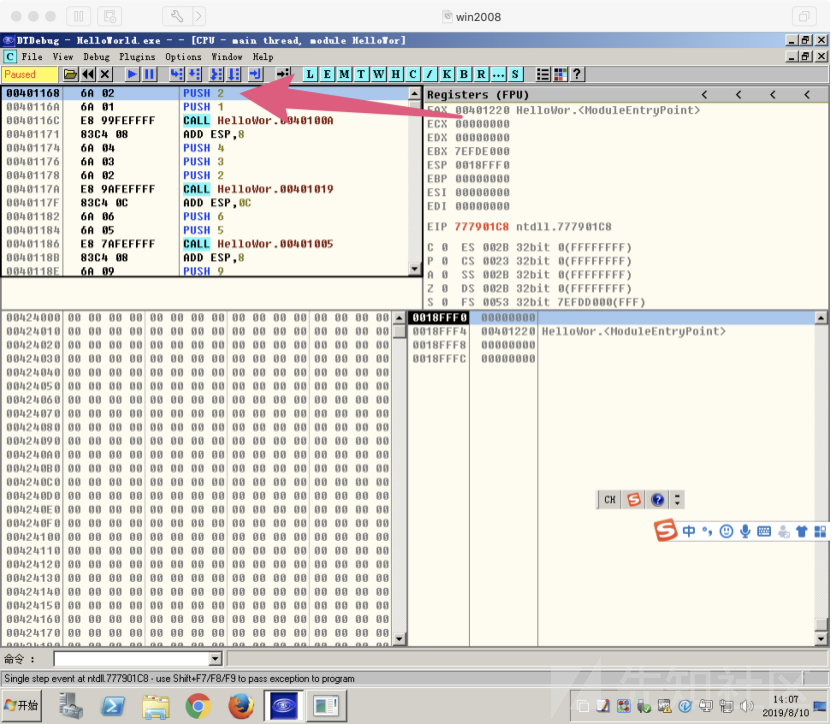 win2008
DTDebug - HelloWorld.exe - - [CPU - main thread, module HelloWor]
C File View Debug Plugins Options Window Help
Paused L E M T W H C / K B R ... S ?
00401168 6A 02 PUSH 2
0040116A 6A 01 PUSH 1
0040116C E8 99FEFFFF CALL HelloWor.0040100A
00401171 83C4 08 ADD ESP,8
00401174 6A 04 PUSH 4
00401176 6A 03 PUSH 3
00401178 6A 02 PUSH 2
0040117A E8 9AFEFFFF CALL HelloWor.00401019
0040117F 83C4 0C ADD ESP,0C
00401182 6A 06 PUSH 6
00401184 6A 05 PUSH 5
00401186 E8 7AFEFFFF CALL HelloWor.00401005
0040118B 83C4 08 ADD ESP,8
0040118E 6A 09 PUSH 9
Registers (FPU) < < < <
EAX 00401220 HelloWor.<ModuleEntryPoint>
ECX 00000000
EDX 00000000
EBX 7EFDE000
ESP 0018FFF0
EBP 00000000
ESI 00000000
EDI 00000000
EIP 777901C8 ntdll.777901C8
C 0 ES 002B 32bit 0(FFFFFFFF)
P 0 CS 0023 32bit 0(FFFFFFFF)
A 0 SS 002B 32bit 0(FFFFFFFF)
Z 0 DS 002B 32bit 0(FFFFFFFF)
S 0 FS 0053 32bit 7EFDD000(FFF)
00424000 00 00 00 00 00 00 00 00 00 00 00 00 00 00 00 00
00424010 00 00 00 00 00 00 00 00 00 00 00 00 00 00 00 00
00424020 00 00 00 00 00 00 00 00 00 00 00 00 00 00 00 00
00424030 00 00 00 00 00 00 00 00 00 00 00 00 00 00 00 00
00424040 00 00 00 00 00 00 00 00 00 00 00 00 00 00 00 00
00424050 00 00 00 00 00 00 00 00 00 00 00 00 00 00 00 00
00424060 00 00 00 00 00 00 00 00 00 00 00 00 00 00 00 00
00424070 00 00 00 00 00 00 00 00 00 00 00 00 00 00 00 00
00424080 00 00 00 00 00 00 00 00 00 00 00 00 00 00 00 00
00424090 00 00 00 00 00 00 00 00 00 00 00 00 00 00 00 00
004240A0 00 00 00 00 00 00 00 00 00 00 00 00 00 00 00 00
004240B0 00 00 00 00 00 00 00 00 00 00 00 00 00 00 00 00
004240C0 00 00 00 00 00 00 00 00 00 00 00 00 00 00 00 00
004240D0 00 00 00 00 00 00 00 00 00 00 00 00 00 00 00 00
004240E0 00 00 00 00 00 00 00 00 00 00 00 00 00 00 00 00
004240F0 00 00 00 00 00 00 00 00 00 00 00 00 00 00 00 00
00424100 00 00 00 00 00 00 00 00 00 00 00 00 00 00 00 00
00424110 00 00 00 00 00 00 00 00 00 00 00 00 00 00 00 00
00424120 00 00 00 00 00 00 00 00 00 00 00 00 00 00 00 00
00424130 00 00 00 00 00 00 00 00 00 00 00 00 00 00 00 00
00424140 00 00 00 00 00 00 00 00 00 00 00 00 00 00 00 00
00424150 00 00 00 00 00 00 00 00 00 00 00 00 00 00 00 00
00424160 00 00 00 00 00 00 00 00 00 00 00 00 00 00 00 00
00424170 00 00 00 00 00 00 00 00 00 00 00 00 00 00 00 00
0018FFF0 00000000
0018FFF4 00401220 HelloWor.<ModuleEntryPoint>
0018FFF8 00000000
0018FFFC 00000000
CH S ?
S 中
命令 :
Single step event at ntdll.777901C8 - use Shift+F7/F8/F9 to pass exception to program
先知社区
开始
14:07
2019/8/10